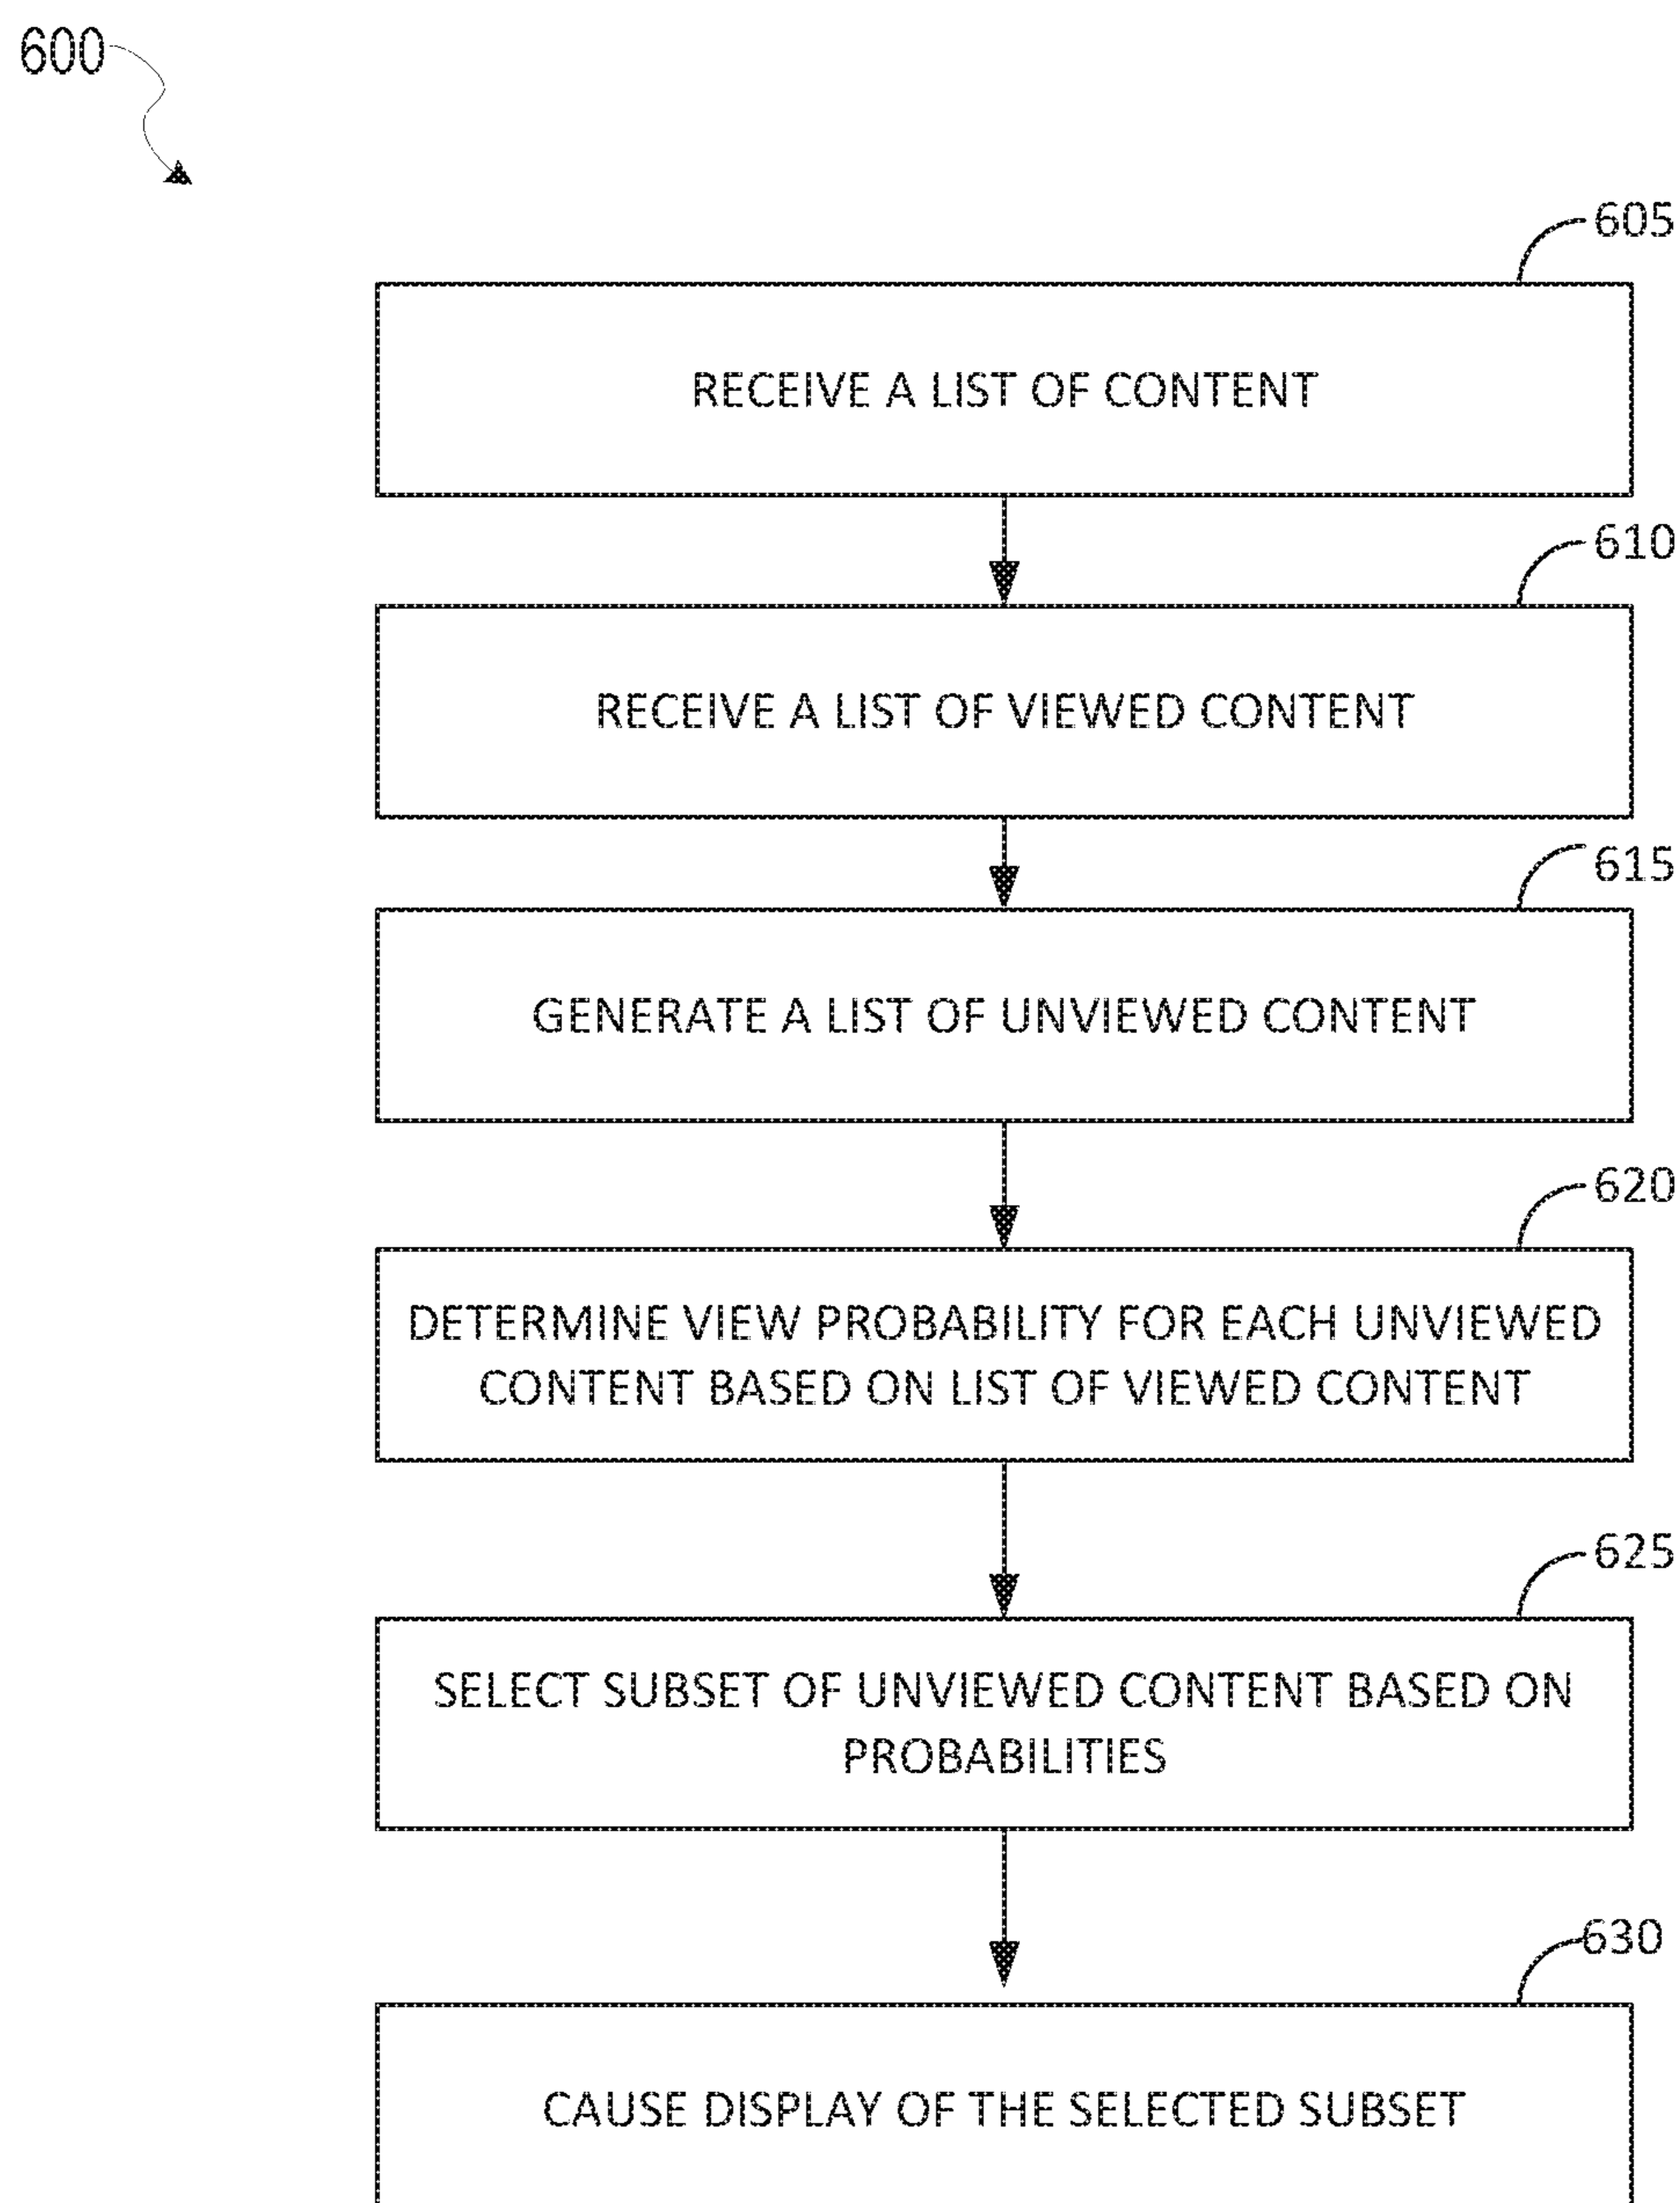 600
605
RECEIVE A LIST OF CONTENT
610
RECEIVE A LIST OF VIEWED CONTENT
615
GENERATE A LIST OF UNVIEWED CONTENT
620
DETERMINE VIEW PROBABILITY FOR EACH UNVIEWED
CONTENT BASED ON LIST OF VIEWED CONTENT
625
SELECT SUBSET OF UNVIEWED CONTENT BASED ON
PROBABILITIES
630
CAUSE DISPLAY OF THE SELECTED SUBSET